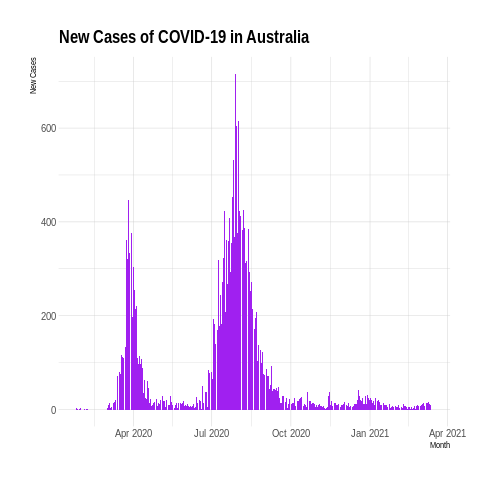 New Cases of COVID-19 in Australia
New Cases
600
400
200
0
Apr 2020 Jul 2020 Oct 2020 Jan 2021 Apr 2021
Month